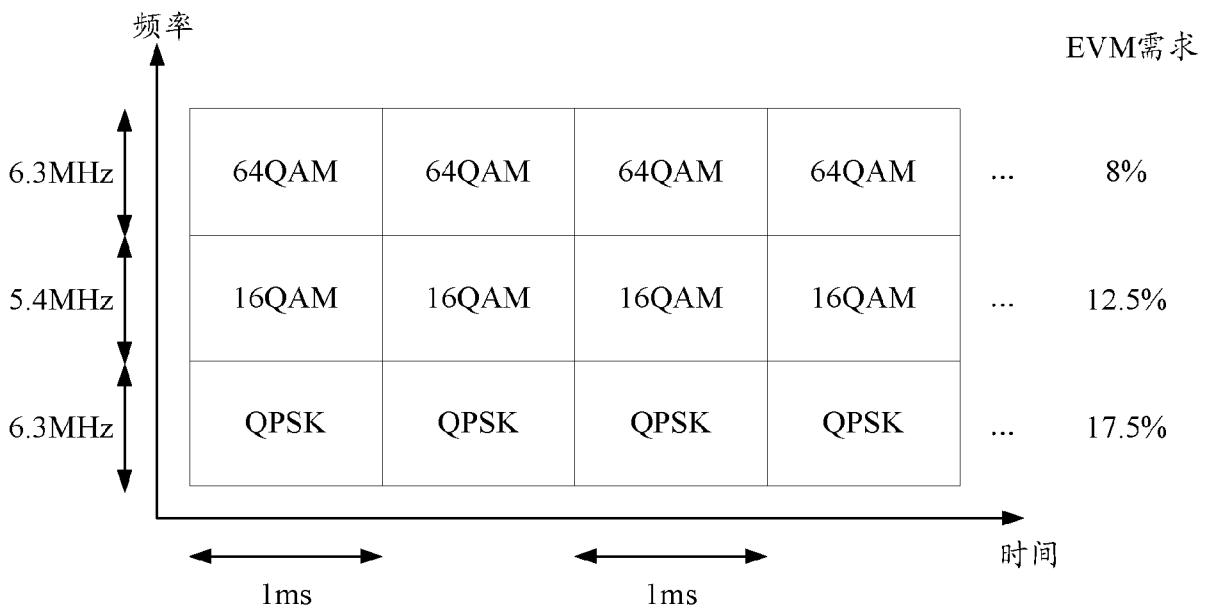 频率
EVM需求
6.3MHz 64QAM 64QAM 64QAM 64QAM ... 8%
5.4MHz 16QAM 16QAM 16QAM 16QAM ... 12.5%
6.3MHz QPSK QPSK QPSK QPSK ... 17.5%
时间
1ms 1ms